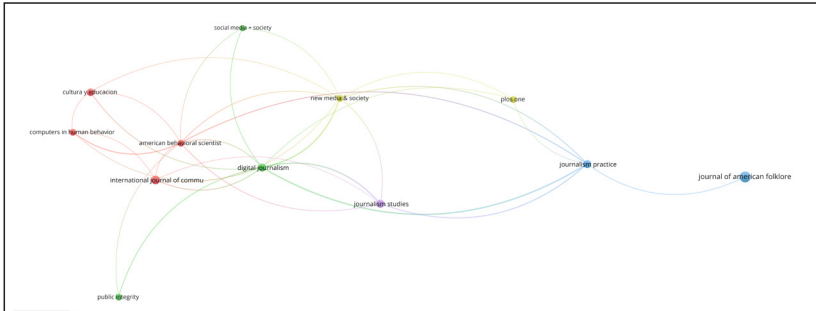 social media + society
cultura y educacion
new media & society
plos one
computers in human behavior
american behavioral scientist
digital journalism
journalism practice
international journal of commu
journal of american folklore
journalism studies
public integrity